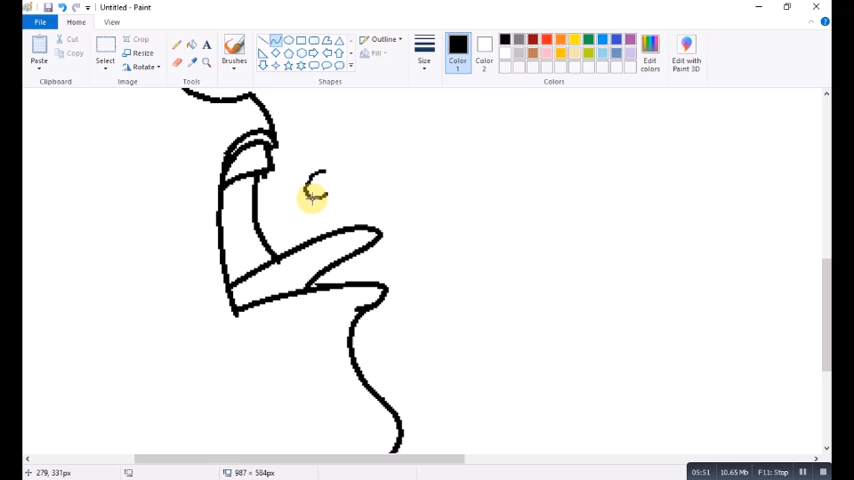 Untitled - Paint
File Home View
Paste
Cut
Copy
Clipboard
Select
Crop
Resize
Rotate
Image
A
Tools
Brushes
Outline
Fill
Shapes
Size
Color 1
Color 2
Edit colors
Colors
Edit with Paint 3D
279, 331px
987 × 584px
05:51 10.65 Mb F11: Stop